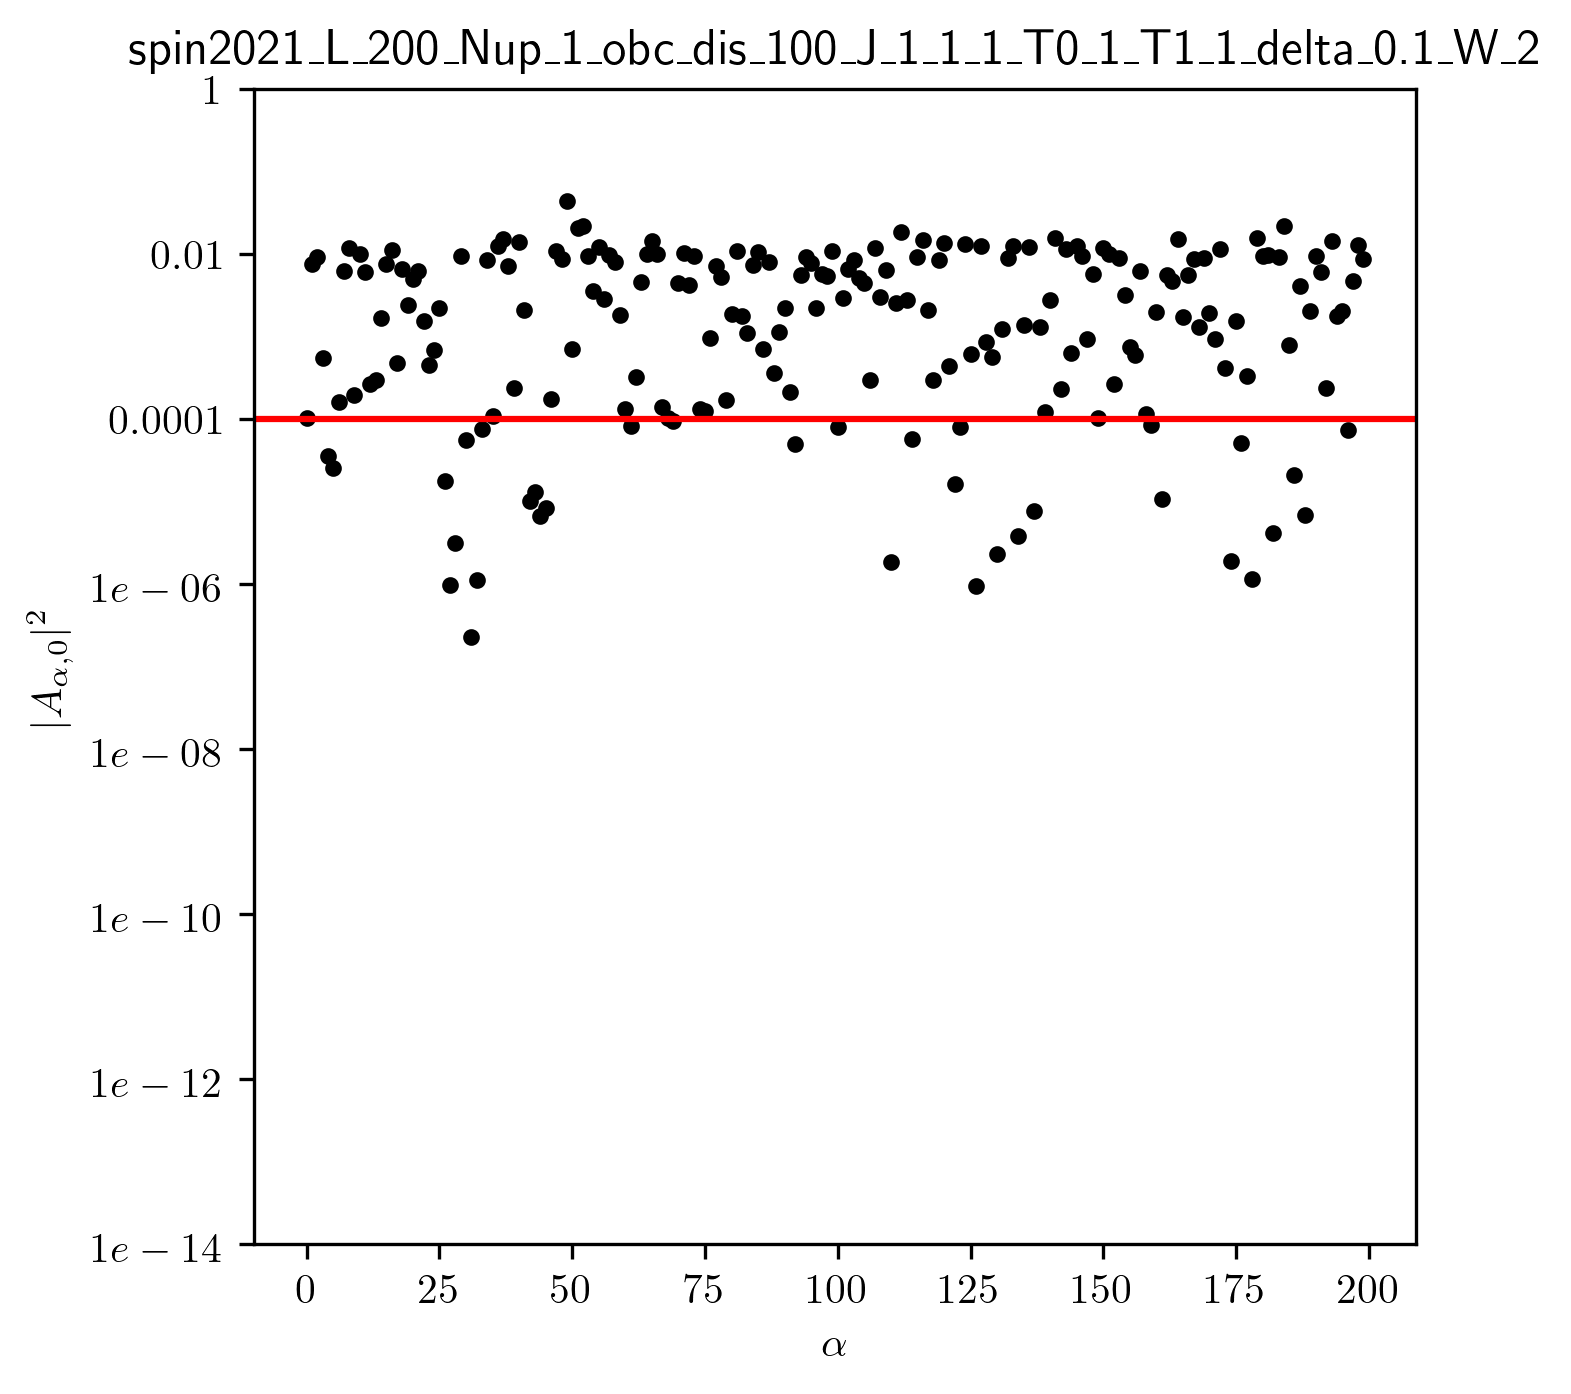 spin2021_L_200_Nup_1_obc_dis_100_J_1_1_1_T0_1_T1_1_delta_0.1_W_2
1
0.01
0.0001
1e − 06
1e − 08
1e − 10
1e − 12
1e − 14
|A_{α,0}|²
0 25 50 75 100 125 150 175 200
α